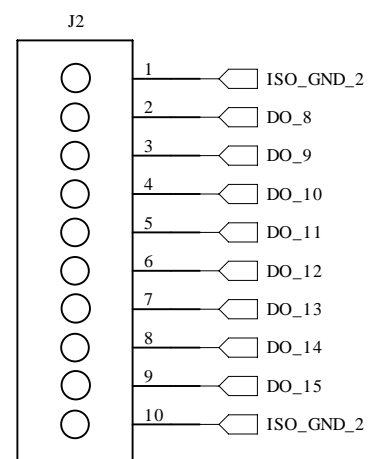 J2
1 ISO_GND_2
2 DO_8
3 DO_9
4 DO_10
5 DO_11
6 DO_12
7 DO_13
8 DO_14
9 DO_15
10 ISO_GND_2